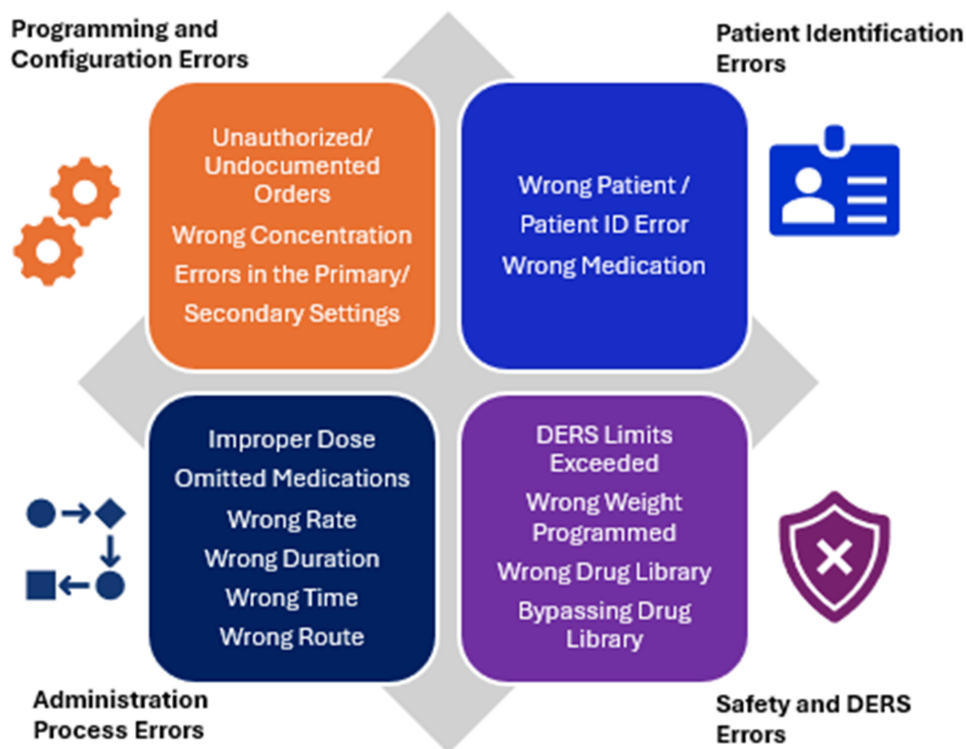 Programming and
Configuration Errors
Patient Identification
Errors
Unauthorized/
Undocumented
Orders
Wrong Concentration
Errors in the Primary/
Secondary Settings
Wrong Patient /
Patient ID Error
Wrong Medication
Improper Dose
Omitted Medications
Wrong Rate
Wrong Duration
Wrong Time
Wrong Route
DERS Limits
Exceeded
Wrong Weight
Programmed
Wrong Drug Library
Bypassing Drug
Library
Administration
Process Errors
Safety and DERS
Errors